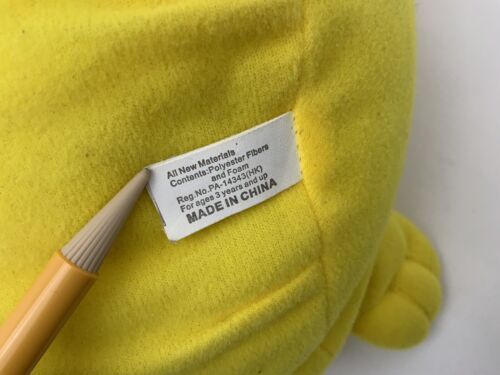 All New Materials
Contents:Polyester Fibers
and Foam
Reg.No.PA-14343(HK)
For ages 3 years and up
MADE IN CHINA